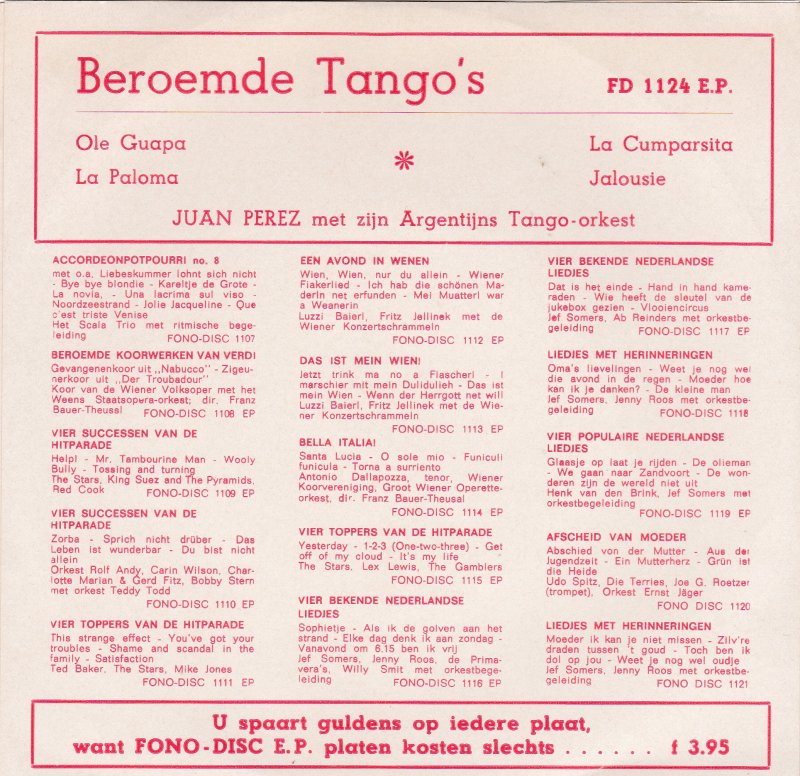 Beroemde Tango's
FD 1124 E.P.
Ole Guapa
La Paloma
*
La Cumparsita
Jalousie
JUAN PEREZ met zijn Argentijns Tango-orkest
ACCORDEONPOTPOURRI no. 8
met o.a. Liebeskummer lohnt sich nicht
- Bye bye blondie - Kareltje de Grote -
La novia, - Una lacrima sul viso -
Noordzeestrand - Jolie Jacqueline - Que
c'est triste Venise
Het Scala Trio met ritmische bege-
leiding FONO-DISC 1107
BEROEMDE KOORWERKEN VAN VERDI
Gevangenenkoor uit „Nabucco" - Zigeu-
nerkoor uit „Der Troubadour"
Koor van de Wiener Volksoper met het
Weens Staatsopera-orkest; dir. Franz
Bauer-Theussl FONO-DISC 1108 EP
VIER SUCCESSEN VAN DE
HITPARADE
Help! - Mr. Tambourine Man - Wooly
Bully - Tossing and turning
The Stars, King Suez and The Pyramids,
Red Cook FONO-DISC 1109 EP
VIER SUCCESSEN VAN DE
HITPARADE
Zorba - Sprich nicht drüber - Das
Leben ist wunderbar - Du bist nicht
allein
Orkest Rolf Andy, Carin Wilson, Char-
lotte Marian & Gerd Fitz, Bobby Stern
met orkest Teddy Todd
FONO-DISC 1110 EP
VIER TOPPERS VAN DE HITPARADE
This strange effect - You've got your
troubles - Shame and scandal in the
family - Satisfaction
Ted Baker, The Stars, Mike Jones
FONO-DISC 1111 EP
EEN AVOND IN WENEN
Wien, Wien, nur du allein - Wiener
Fiakerlied - Ich hab die schönen Ma-
derln net erfunden - Mei Muatterl war
a Weanerin
Luzzi Baierl, Fritz Jellinek met de
Wiener Konzertschrammeln
FONO-DISC 1112 EP
DAS IST MEIN WIEN!
Jetzt trink ma no a Flascherl - I
marschier mit mein Dulidulieh - Das ist
mein Wien - Wenn der Herrgott net will
Luzzi Baierl, Fritz Jellinek met de Wie-
ner Konzertschrammeln
FONO-DISC 1113 EP
BELLA ITALIA!
Santa Lucia - O sole mio - Funiculi
funicula - Torna a surriento
Antonio Dallapozza, tenor, Wiener
Koorvereniging, Groot Wiener Operette-
orkest, dir. Franz Bauer-Theusal
FONO-DISC 1114 EP
VIER TOPPERS VAN DE HITPARADE
Yesterday - 1-2-3 (One-two-three) - Get
off of my cloud - It's my life
The Stars, Lex Lewis, The Gamblers
FONO-DISC 1115 EP
VIER BEKENDE NEDERLANDSE
LIEDJES
Sophietje - Als ik de golven aan het
strand - Elke dag denk ik aan zondag -
Vanavond om 6.15 ben ik vrij
Jef Somers, Jenny Roos, de Prima-
vera's, Willy Smit met orkestbege-
leiding FONO-DISC 1116 EP
VIER BEKENDE NEDERLANDSE
LIEDJES
Dat is het einde - Hand in hand kame-
raden - Wie heeft de sleutel van de
jukebox gezien - Vlooiencircus
Jef Somers, Ab Reinders met orkestbe-
geleiding FONO-DISC 1117 EP
LIEDJES MET HERINNERINGEN
Oma's lievelingen - Weet je nog wel
die avond in de regen - Moeder hoe
kan ik je danken? - De kleine man
Jef Somers, Jenny Roos met orkestbe-
geleiding FONO-DISC 1118
VIER POPULAIRE NEDERLANDSE
LIEDJES
Glaasje op laat je rijden - De olieman
- We gaan naar Zandvoort - De won-
deren zijn de wereld niet uit
Henk van den Brink, Jef Somers met
orkestbegeleiding
FONO-DISC 1119 EP
AFSCHEID VAN MOEDER
Abschied von der Mutter - Aus der
Jugendzeit - Ein Mutterherz - Grün ist
die Heide
Udo Spitz, Die Terries, Joe G. Roetzer
(trompet), Orkest Ernst Jäger
FONO DISC 1120
LIEDJES MET HERINNERINGEN
Moeder ik kan je niet missen - Zilv're
draden tussen 't goud - Toch ben ik
dol op jou - Weet je nog wel oudje
Jef Somers, Jenny Roos met orkestbe-
geleiding FONO DISC 1121
U spaart guldens op iedere plaat,
want FONO-DISC E.P. platen kosten slechts . . . . . . f 3.95